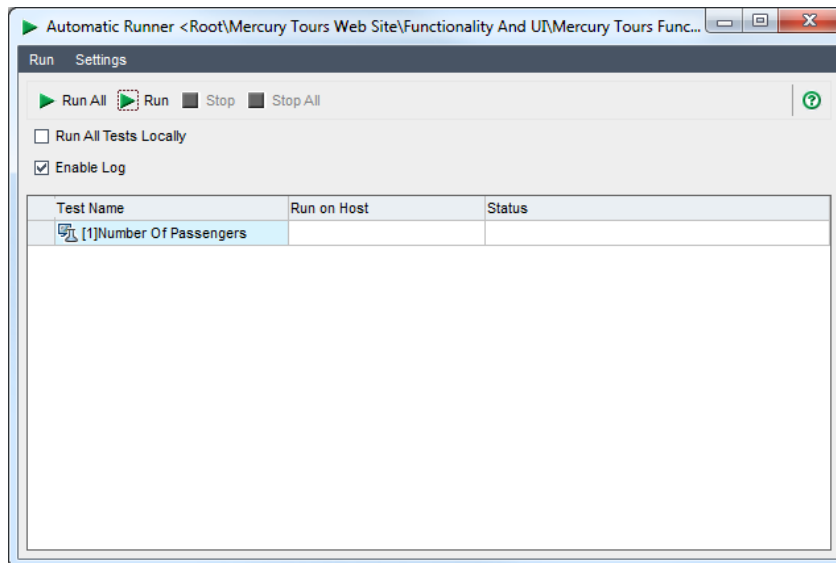 Automatic Runner <Root\Mercury Tours Web Site\Functionality And UI\Mercury Tours Func...
Run Settings
Run All Run Stop Stop All
Run All Tests Locally
Enable Log
Test Name Run on Host Status
[1]Number Of Passengers